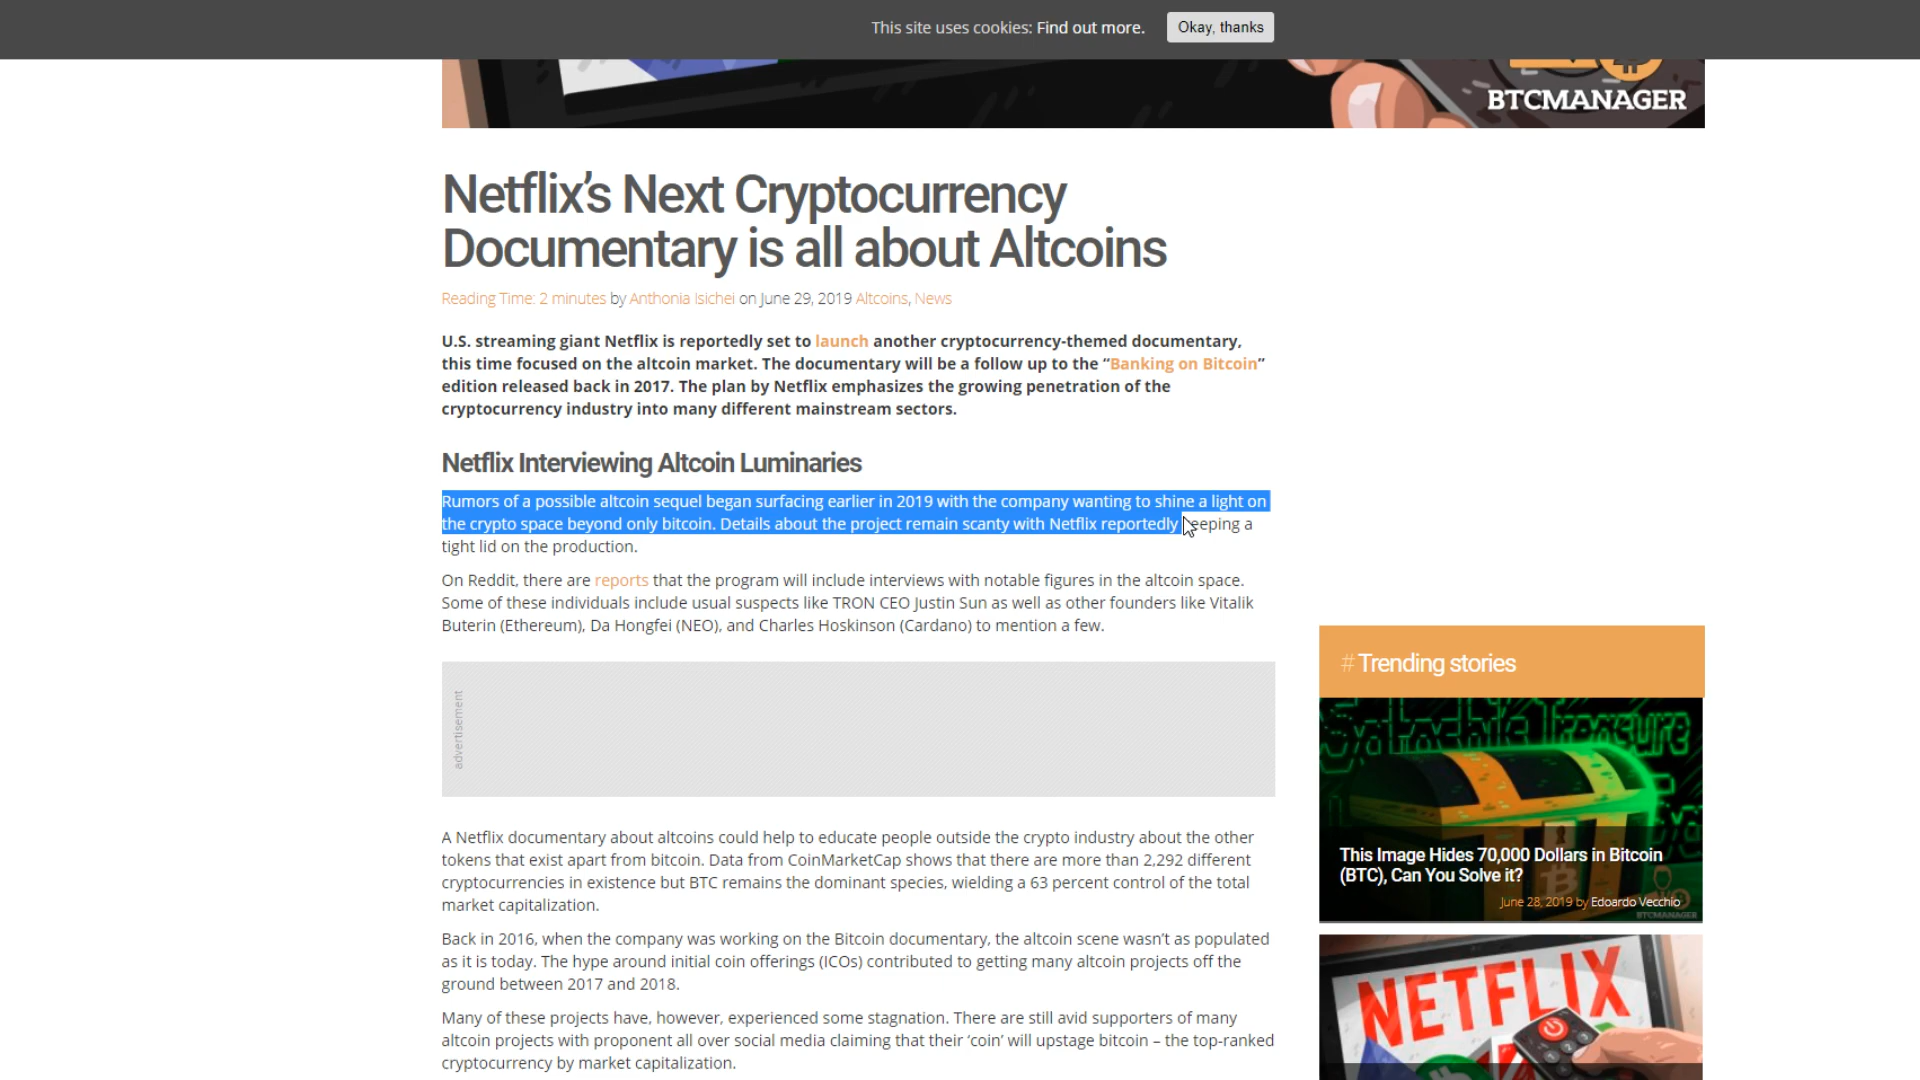 This site uses cookies: Find out more.
Okay, thanks
BTCMANAGER
Netflix's Next Cryptocurrency
Documentary is all about Altcoins
Reading Time: 2 minutes by Anthonia Isichei on June 29, 2019 Altcoins, News
U.S. streaming giant Netflix is reportedly set to launch another cryptocurrency-themed documentary,
this time focused on the altcoin market. The documentary will be a follow up to the “Banking on Bitcoin”
edition released back in 2017. The plan by Netflix emphasizes the growing penetration of the
cryptocurrency industry into many different mainstream sectors.
Netflix Interviewing Altcoin Luminaries
Rumors of a possible altcoin sequel began surfacing earlier in 2019 with the company wanting to shine a light on
the crypto space beyond only bitcoin. Details about the project remain scanty with Netflix reportedly keeping a
tight lid on the production.
On Reddit, there are reports that the program will include interviews with notable figures in the altcoin space.
Some of these individuals include usual suspects like TRON CEO Justin Sun as well as other founders like Vitalik
Buterin (Ethereum), Da Hongfei (NEO), and Charles Hoskinson (Cardano) to mention a few.
advertisement
# Trending stories
This Image Hides 70,000 Dollars in Bitcoin
(BTC), Can You Solve it?
June 28, 2019 by Edoardo Vecchio
BTCMANAGER
NETFLIX
A Netflix documentary about altcoins could help to educate people outside the crypto industry about the other
tokens that exist apart from bitcoin. Data from CoinMarketCap shows that there are more than 2,292 different
cryptocurrencies in existence but BTC remains the dominant species, wielding a 63 percent control of the total
market capitalization.
Back in 2016, when the company was working on the Bitcoin documentary, the altcoin scene wasn't as populated
as it is today. The hype around initial coin offerings (ICOs) contributed to getting many altcoin projects off the
ground between 2017 and 2018.
Many of these projects have, however, experienced some stagnation. There are still avid supporters of many
altcoin projects with proponent all over social media claiming that their ‘coin’ will upstage bitcoin – the top-ranked
cryptocurrency by market capitalization.